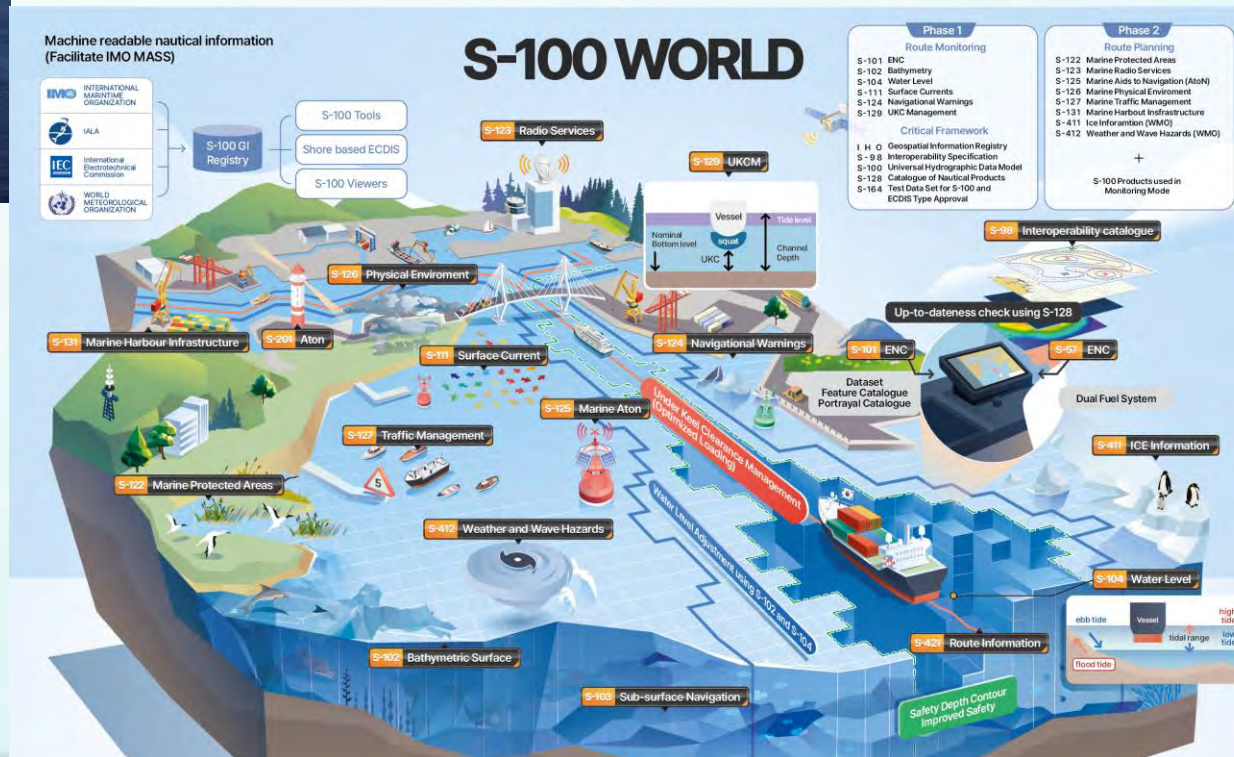 Machine readable nautical information
(Facilitate IMO MASS)
IMO
INTERNATIONAL
MARINTIME
ORGANIZATION
IALA
IEC
International
Electrotechnical
Commission
WORLD
METEOROLOGICAL
ORGANIZATION
S-100 GI
Registry
S-100 Tools
Shore based ECDIS
S-100 Viewers
S-100 WORLD
Phase 1
Route Monitoring
S-101 ENC
S-102 Bathymetry
S-104 Water Level
S-111 Surface Currents
S-124 Navigational Warnings
S-129 UKC Management
Critical Framework
I H O Geospatial Information Registry
S-98 Interoperability Specification
S-100 Universal Hydrographic Data Model
S-128 Catalogue of Nautical Products
S-164 Test Data Set for S-100 and
ECDIS Type Approval
Phase 2
Route Planning
S-122 Marine Protected Areas
S-123 Marine Radio Services
S-125 Marine Aids to Navigation (AtoN)
S-126 Marine Physical Enviroment
S-127 Marine Traffic Management
S-131 Marine Harbout Insfrastructure
S-411 Ice Inforamtion (WMO)
S-412 Weather and Wave Hazards (WMO)
+
S-100 Products used in
Monitoring Mode
S-123 Radio Services
S-129 UKCM
Vessel
Tide level
Nominal
Bottom level
squat
UKC
Channel
Depth
S-98 Interoperability catalogue
Up-to-dateness check using S-128
S-101 ENC
S-57 ENC
Dataset
Feature Catalogue
Portrayal Catalogue
Dual Fuel System
S-126 Physical Enviroment
S-131 Marine Harbour Infrastructure
S-201 Aton
S-111 Surface Current
S-124 Navigational Warnings
S-125 Marine Aton
S-127 Traffic Management
5
S-122 Marine Protected Areas
S-412 Weather and Wave Hazards
Under Keel Clearance Management
(Optimized Loading)
Water Level Adjustment using S-102 and S-104
S-411 ICE Information
S-104 Water Level
ebb tide
Vessel
high
tide
tidal range
low
tide
flood tide
S-421 Route Information
S-102 Bathymetric Surface
S-103 Sub-surface Navigation
Safety Depth Contour
Improved Safety